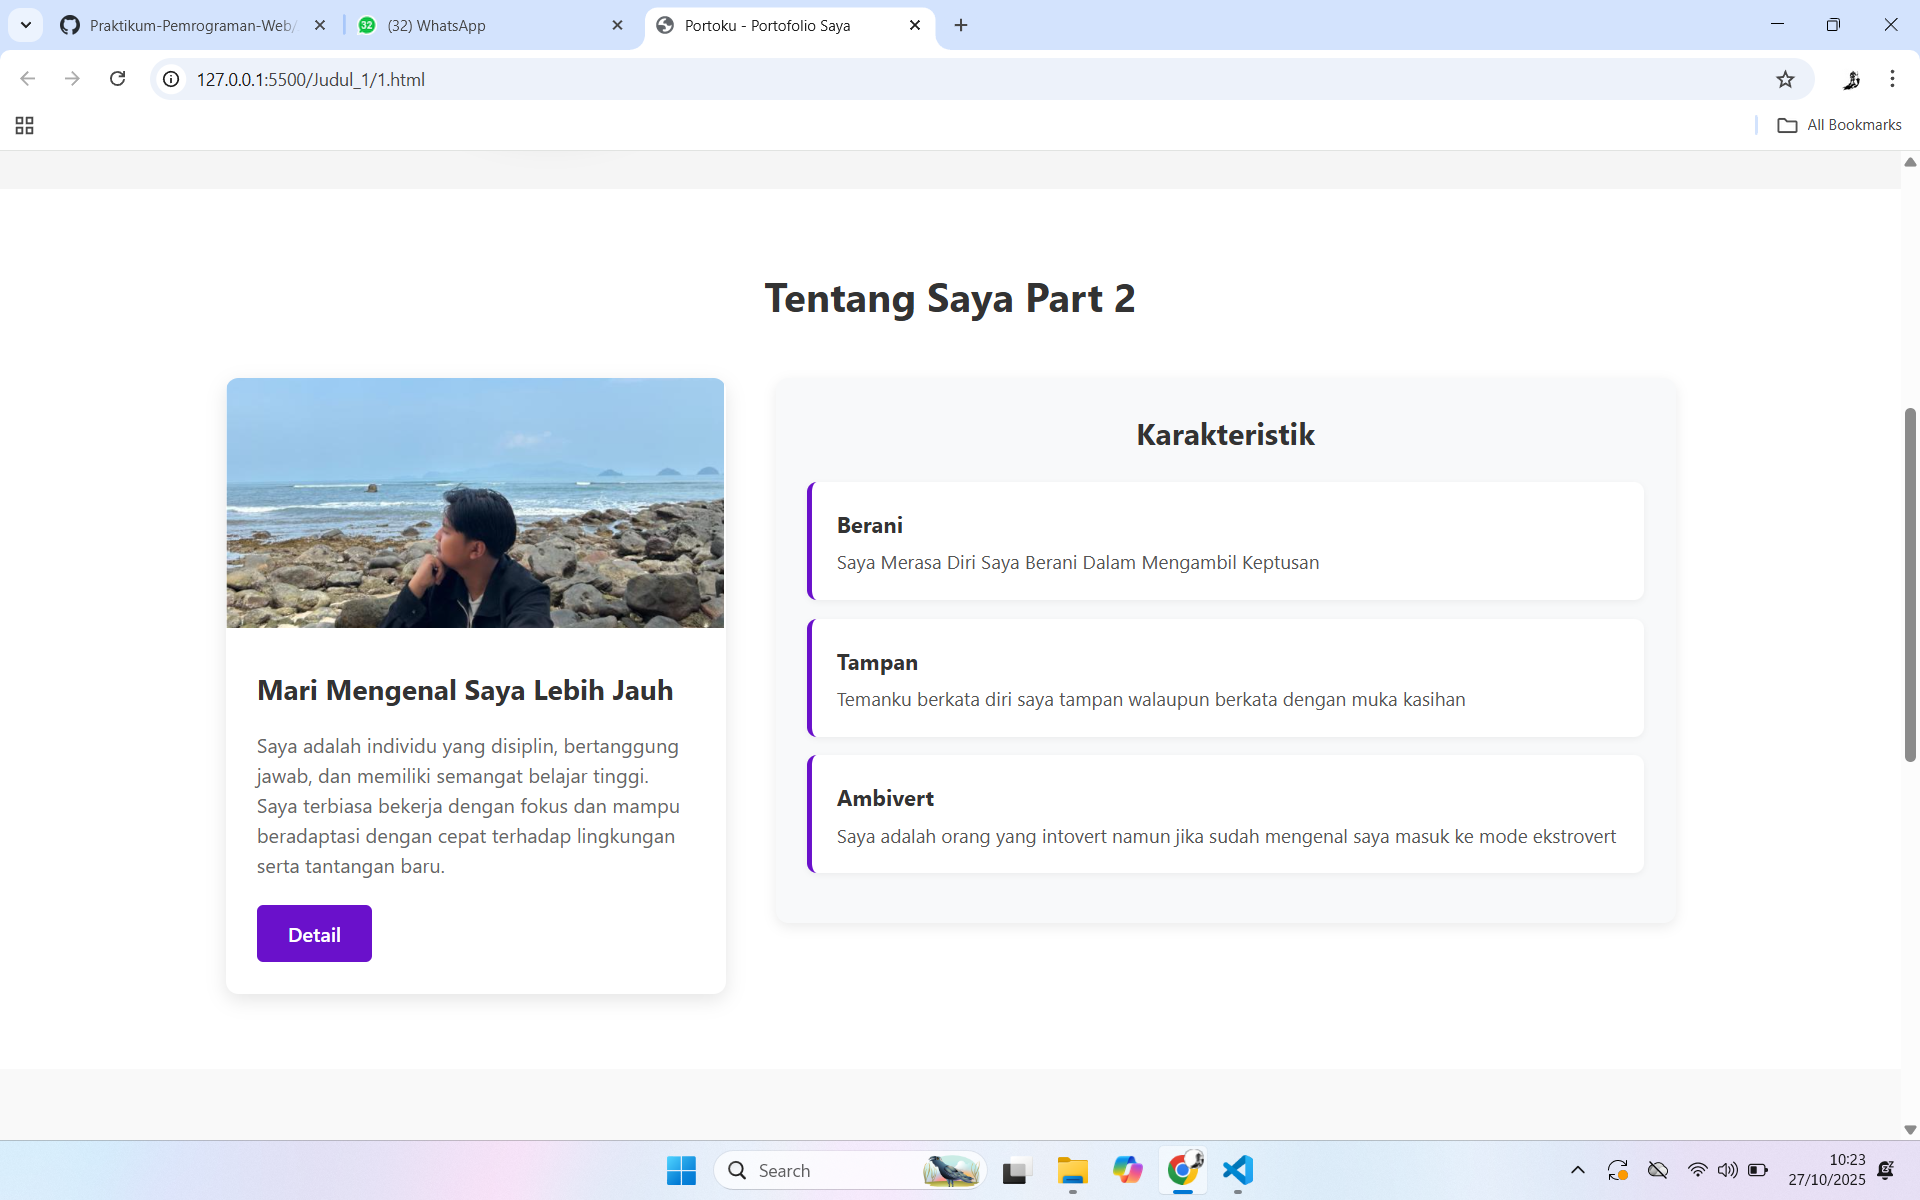 Praktikum-Pemrograman-Web/
(32) WhatsApp
Portoku - Portofolio Saya
127.0.0.1:5500/Judul_1/1.html
All Bookmarks
Tentang Saya Part 2
Mari Mengenal Saya Lebih Jauh
Saya adalah individu yang disiplin, bertanggung
jawab, dan memiliki semangat belajar tinggi.
Saya terbiasa bekerja dengan fokus dan mampu
beradaptasi dengan cepat terhadap lingkungan
serta tantangan baru.
Detail
Karakteristik
Berani
Saya Merasa Diri Saya Berani Dalam Mengambil Keptusan
Tampan
Temanku berkata diri saya tampan walaupun berkata dengan muka kasihan
Ambivert
Saya adalah orang yang intovert namun jika sudah mengenal saya masuk ke mode ekstrovert
Search
10:23
27/10/2025